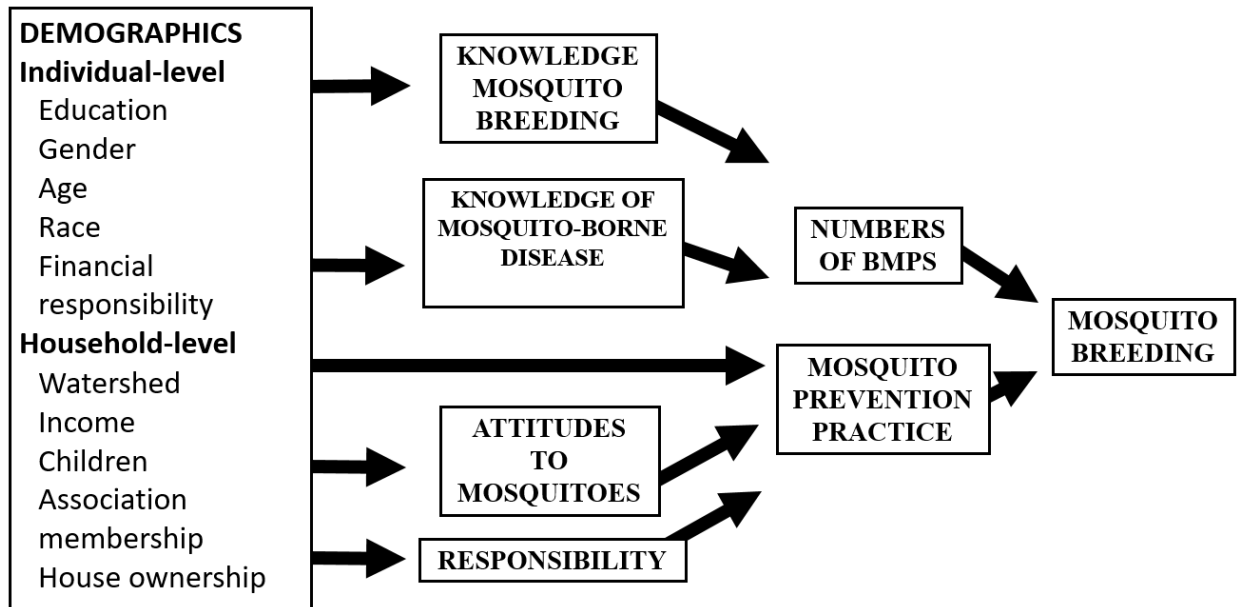 DEMOGRAPHICS
Individual-level
Education
Gender
Age
Race
Financial
responsibility
Household-level
Watershed
Income
Children
Association
membership
House ownership
KNOWLEDGE
MOSQUITO
BREEDING
KNOWLEDGE OF
MOSQUITO-BORNE
DISEASE
ATTITUDES
TO
MOSQUITOES
RESPONSIBILITY
NUMBERS
OF BMPS
MOSQUITO
PREVENTION
PRACTICE
MOSQUITO
BREEDING